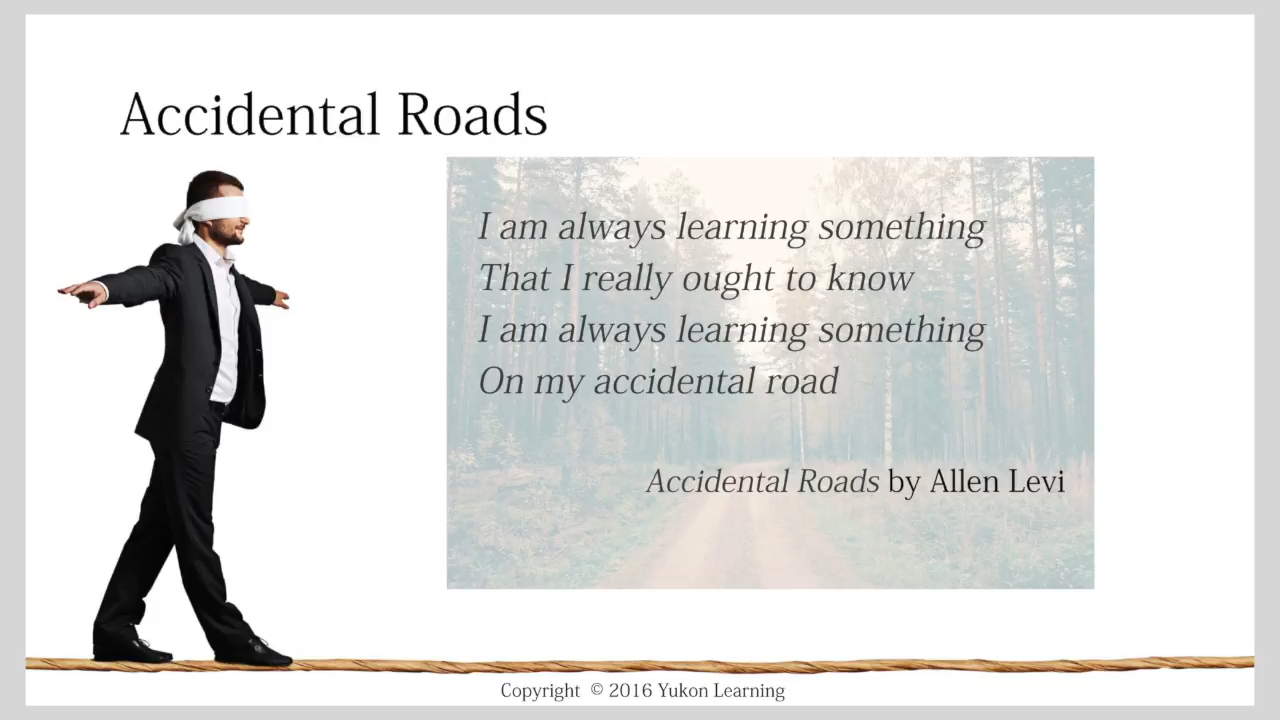 Accidental Roads
I am always learning something
That I really ought to know
I am always learning something
On my accidental road
Accidental Roads by Allen Levi
Copyright © 2016 Yukon Learning